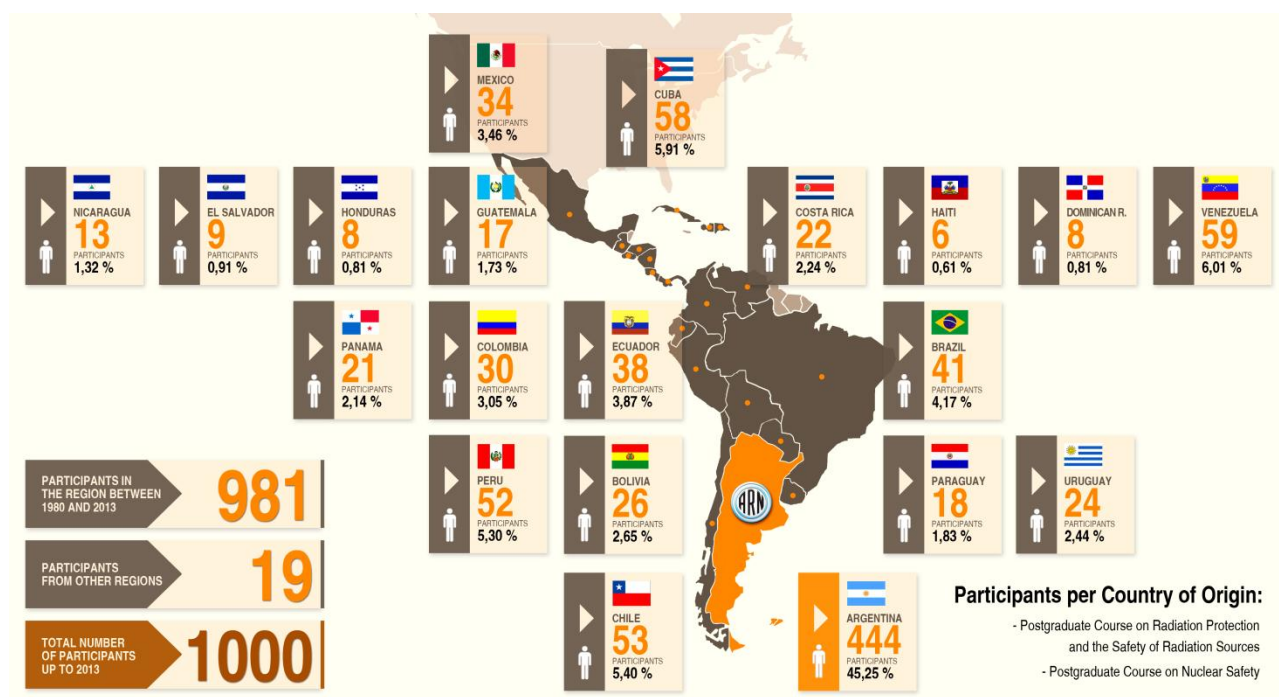 MEXICO
34
PARTICIPANTS
3,46 %
CUBA
58
PARTICIPANTS
5,91 %
NICARAGUA
13
PARTICIPANTS
1,32 %
EL SALVADOR
9
PARTICIPANTS
0,91 %
HONDURAS
8
PARTICIPANTS
0,81 %
GUATEMALA
17
PARTICIPANTS
1,73 %
COSTA RICA
22
PARTICIPANTS
2,24 %
HAITI
6
PARTICIPANTS
0,61 %
DOMINICAN R.
8
PARTICIPANTS
0,81 %
VENEZUELA
59
PARTICIPANTS
6,01 %
PANAMA
21
PARTICIPANTS
2,14 %
COLOMBIA
30
PARTICIPANTS
3,05 %
ECUADOR
38
PARTICIPANTS
3,87 %
BRAZIL
41
PARTICIPANTS
4,17 %
PERU
52
PARTICIPANTS
5,30 %
BOLIVIA
26
PARTICIPANTS
2,65 %
ARN
PARAGUAY
18
PARTICIPANTS
1,83 %
URUGUAY
24
PARTICIPANTS
2,44 %
CHILE
53
PARTICIPANTS
5,40 %
ARGENTINA
444
PARTICIPANTS
45,25 %
PARTICIPANTS IN
THE REGION BETWEEN
1980 AND 2013
981
PARTICIPANTS
FROM OTHER REGIONS
19
TOTAL NUMBER
OF PARTICIPANTS
UP TO 2013
1000
Participants per Country of Origin:
- Postgraduate Course on Radiation Protection
and the Safety of Radiation Sources
- Postgraduate Course on Nuclear Safety